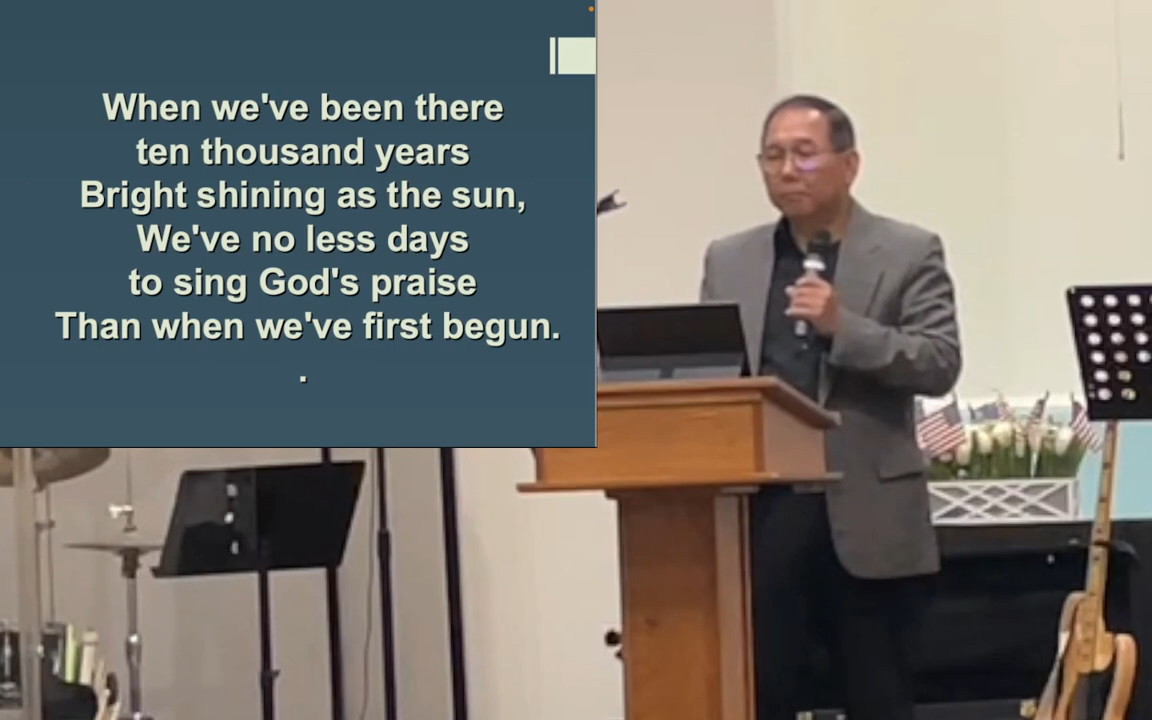 When we've been there
ten thousand years
Bright shining as the sun,
We've no less days
to sing God's praise
Than when we've first begun.
.